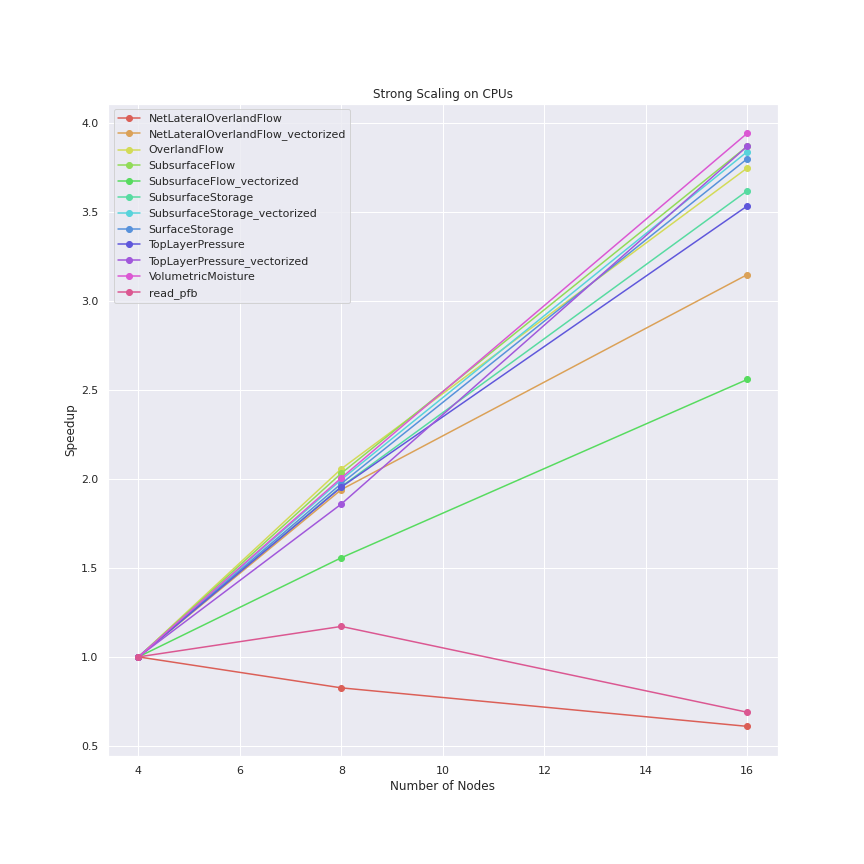 Strong Scaling on CPUs
NetLateralOverlandFlow
NetLateralOverlandFlow_vectorized
OverlandFlow
SubsurfaceFlow
SubsurfaceFlow_vectorized
SubsurfaceStorage
SubsurfaceStorage_vectorized
SurfaceStorage
TopLayerPressure
TopLayerPressure_vectorized
VolumetricMoisture
read_pfb
Speedup
4.0
3.5
3.0
2.5
2.0
1.5
1.0
0.5
4 6 8 10 12 14 16
Number of Nodes